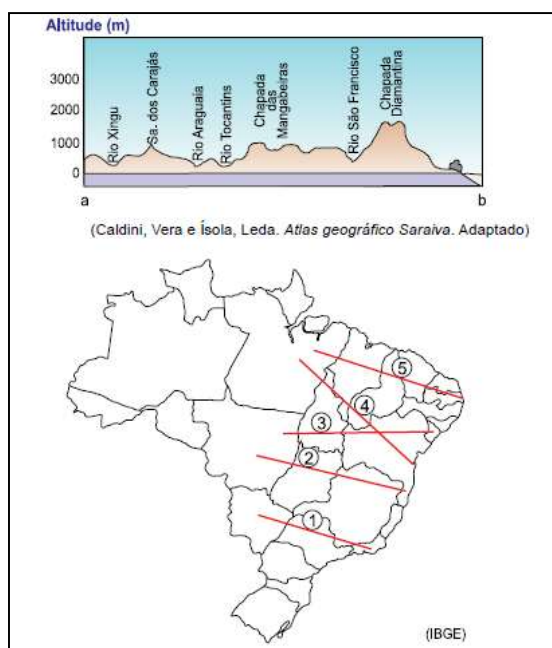 Altitude (m)
3000
2000
1000
0
Rio Xingu
Sa. dos Carajás
Rio Araguaia
Rio Tocantins
Chapada
das
Mangabeiras
Rio São Francisco
Chapada
Diamantina
a
b
(Caldini, Vera e Ísola, Leda. Atlas geográfico Saraiva. Adaptado)
5
4
3
2
1
(IBGE)